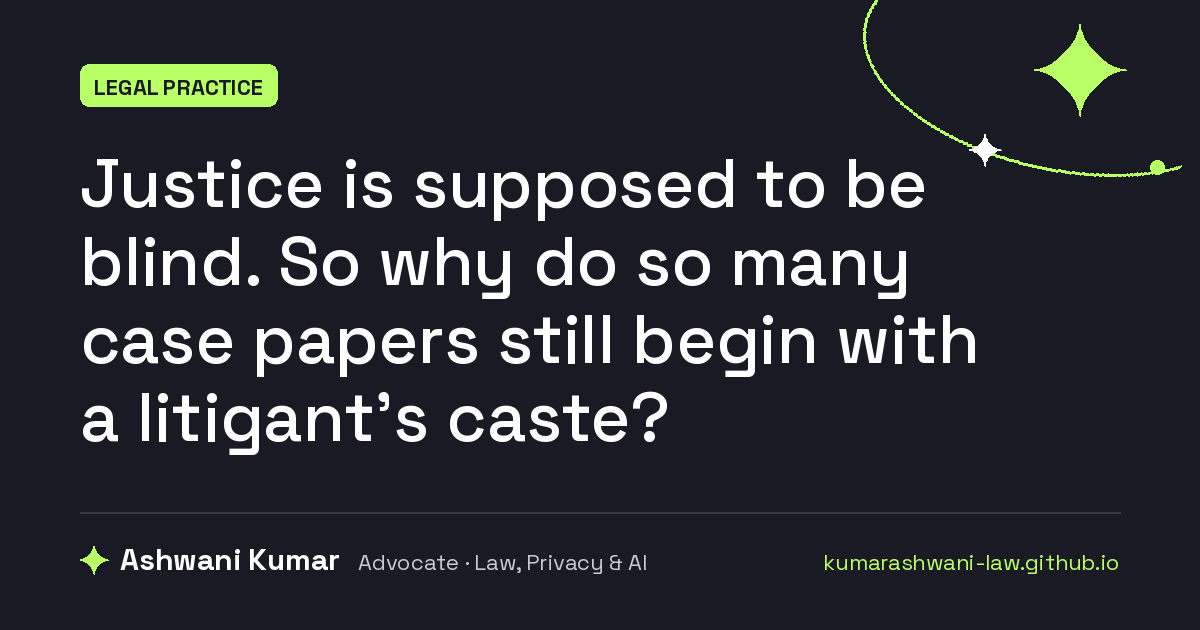 LEGAL PRACTICE
Justice is supposed to be
blind. So why do so many
case papers still begin with
a litigant’s caste?
Ashwani Kumar Advocate · Law, Privacy & AI kumarashwani-law.github.io